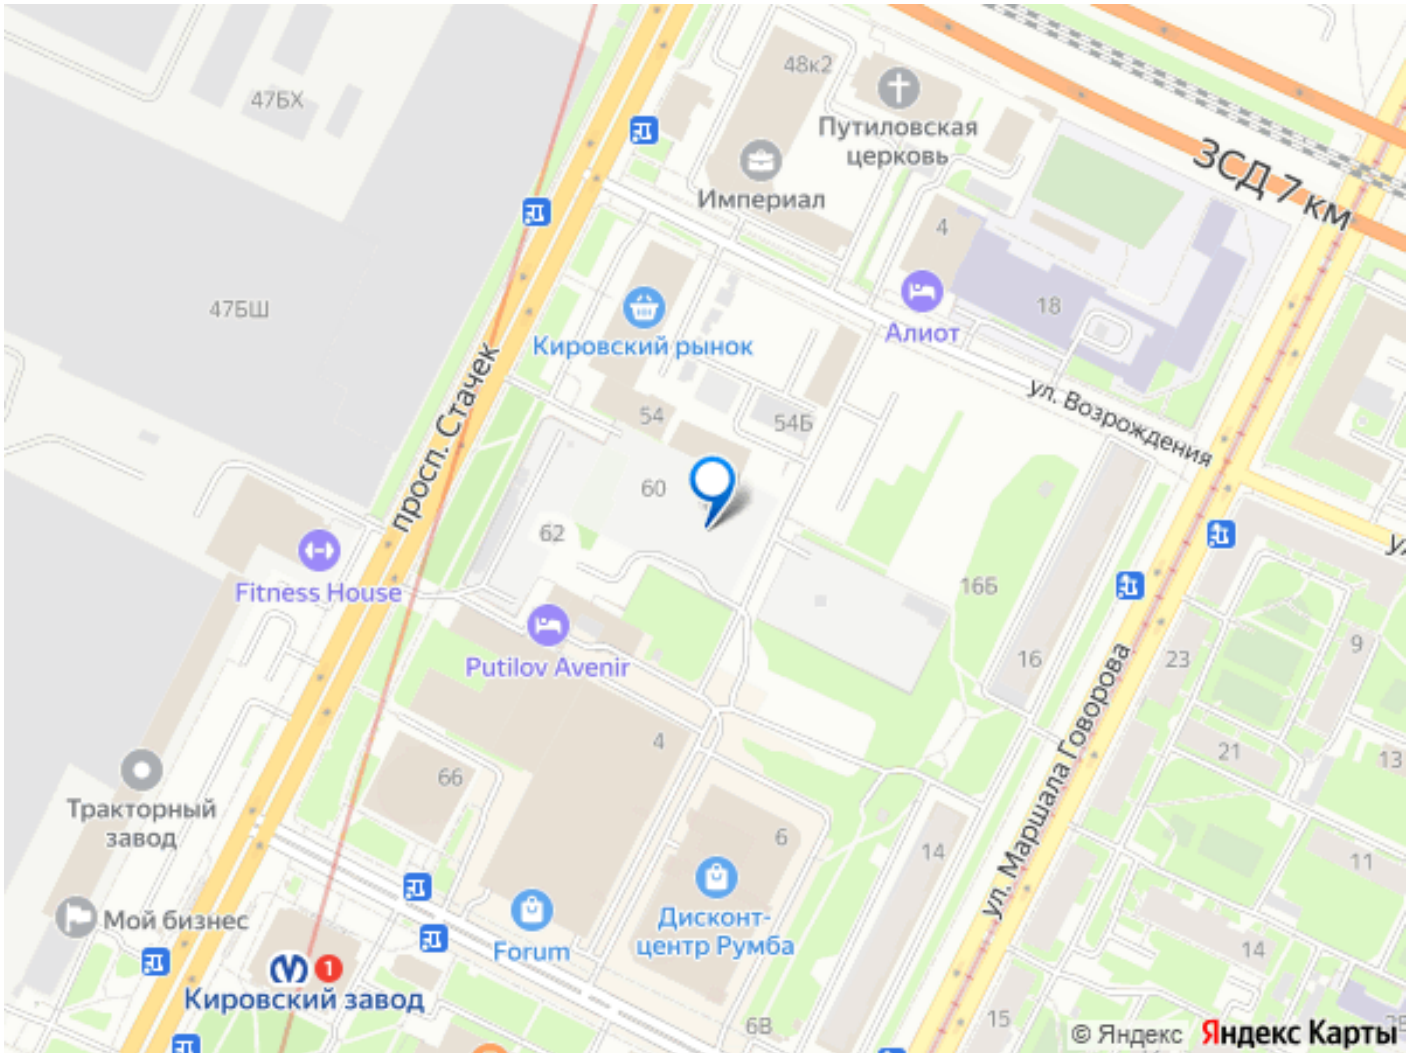 48к2
47БХ
Путиловская
церковь
ЗСД 7 км
Империал
4
47БШ
18
Алиот
Кировский рынок
просп. Стачек
ул. Возрождения
54
54Б
60
62
Fitness House
16Б
Putilov Avenir
16
23
9
ул. Маршала Говорова
4
21
13
66
Тракторный
завод
6
14
11
Мой бизнес
Дисконт-
центр Румба
Forum
14
1
Кировский завод
6В
15
© Яндекс Яндекс Карты